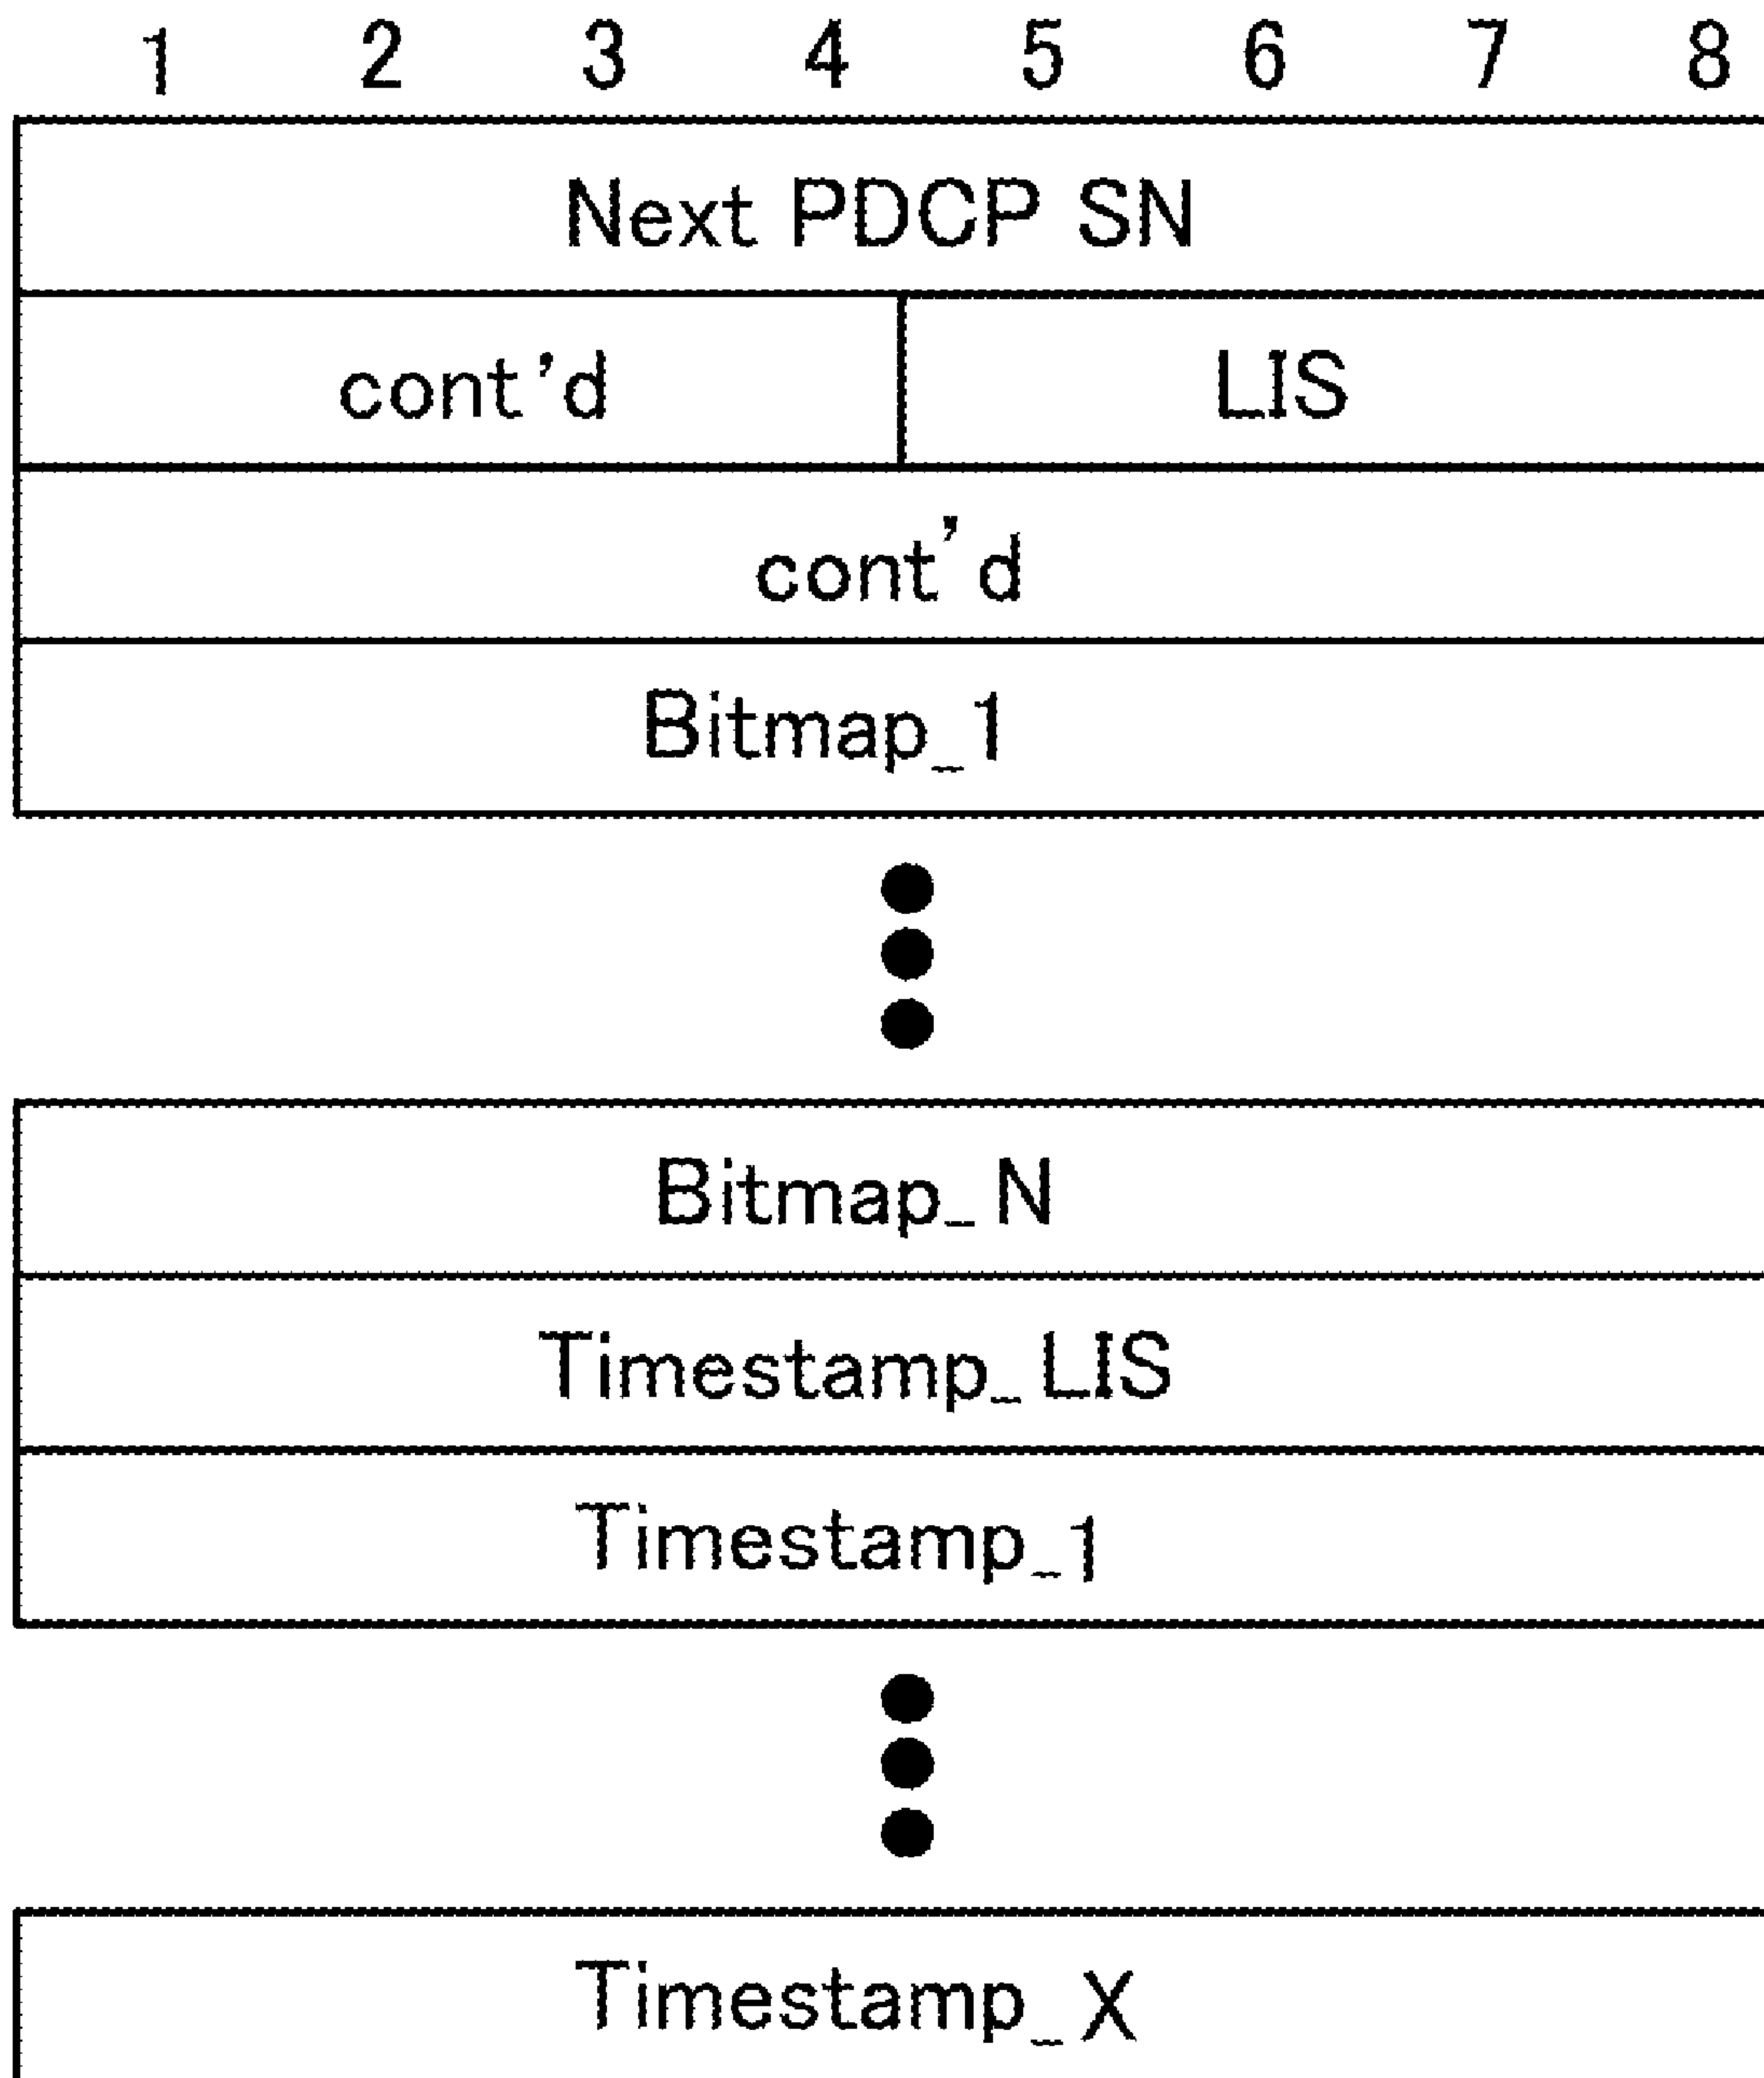 1 2 3 4 5 6 7 8
Next PDCP SN
cont'd LIS
cont'd
Bitmap_1
Bitmap_N
Timestamp_LIS
Timestamp_1
Timestamp_X